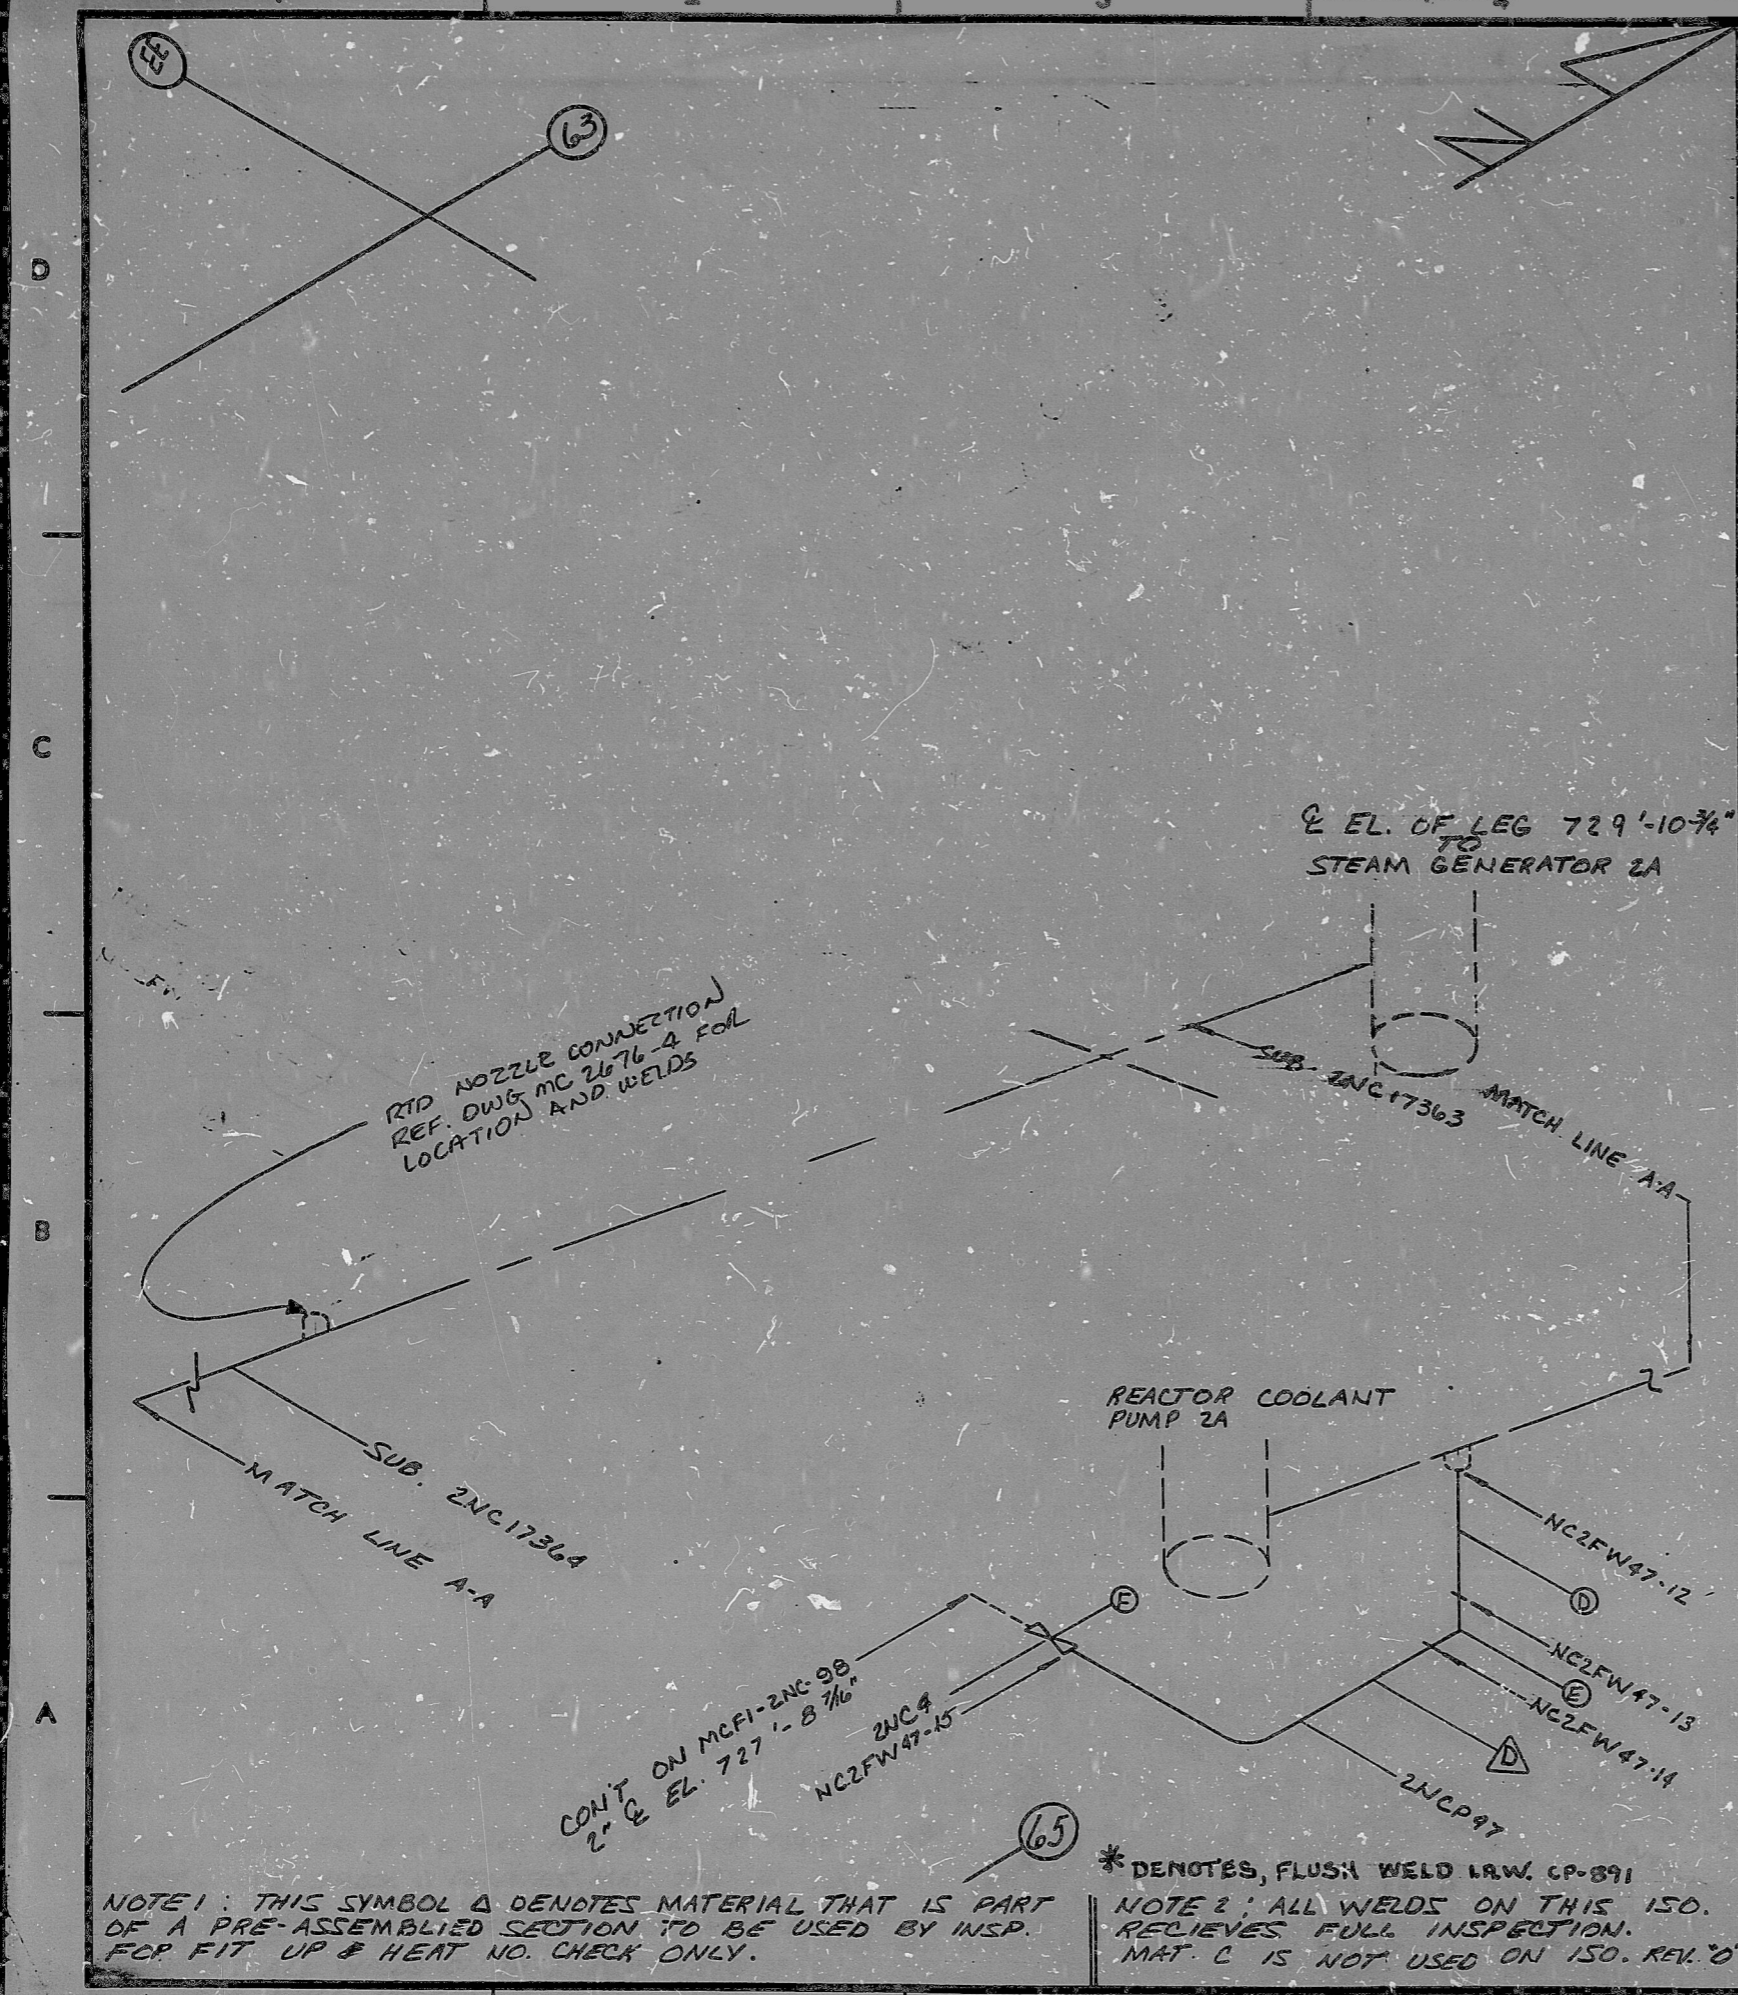 EE
63
D
C
℄ EL. OF LEG 729'-10 3/4"
TO
STEAM GENERATOR 2A
RTD NOZZLE CONNECTION
REF. DWG MC 2676-4 FOR
LOCATION AND WELDS
SUB. 2NC17363
MATCH LINE A-A
B
REACTOR COOLANT
PUMP 2A
SUB. 2NC17364
MATCH LINE A-A
NC2FW47-12
D
E
NC2FW47-13
E
NC2FW47-14
D
2NCP97
A
CON'T ON MCFI-2NC-98
2" ℄ EL. 727'-8 7/16"
2NC4
NC2FW47-15
65
* DENOTES, FLUSH WELD I.A.W. CP-891
NOTE 1: THIS SYMBOL Δ DENOTES MATERIAL THAT IS PART
OF A PRE-ASSEMBLIED SECTION TO BE USED BY INSP.
FOR FIT UP & HEAT NO. CHECK ONLY.
NOTE 2: ALL WELDS ON THIS ISO.
RECIEVES FULL INSPECTION.
MAT. C IS NOT USED ON ISO. REV. "0"